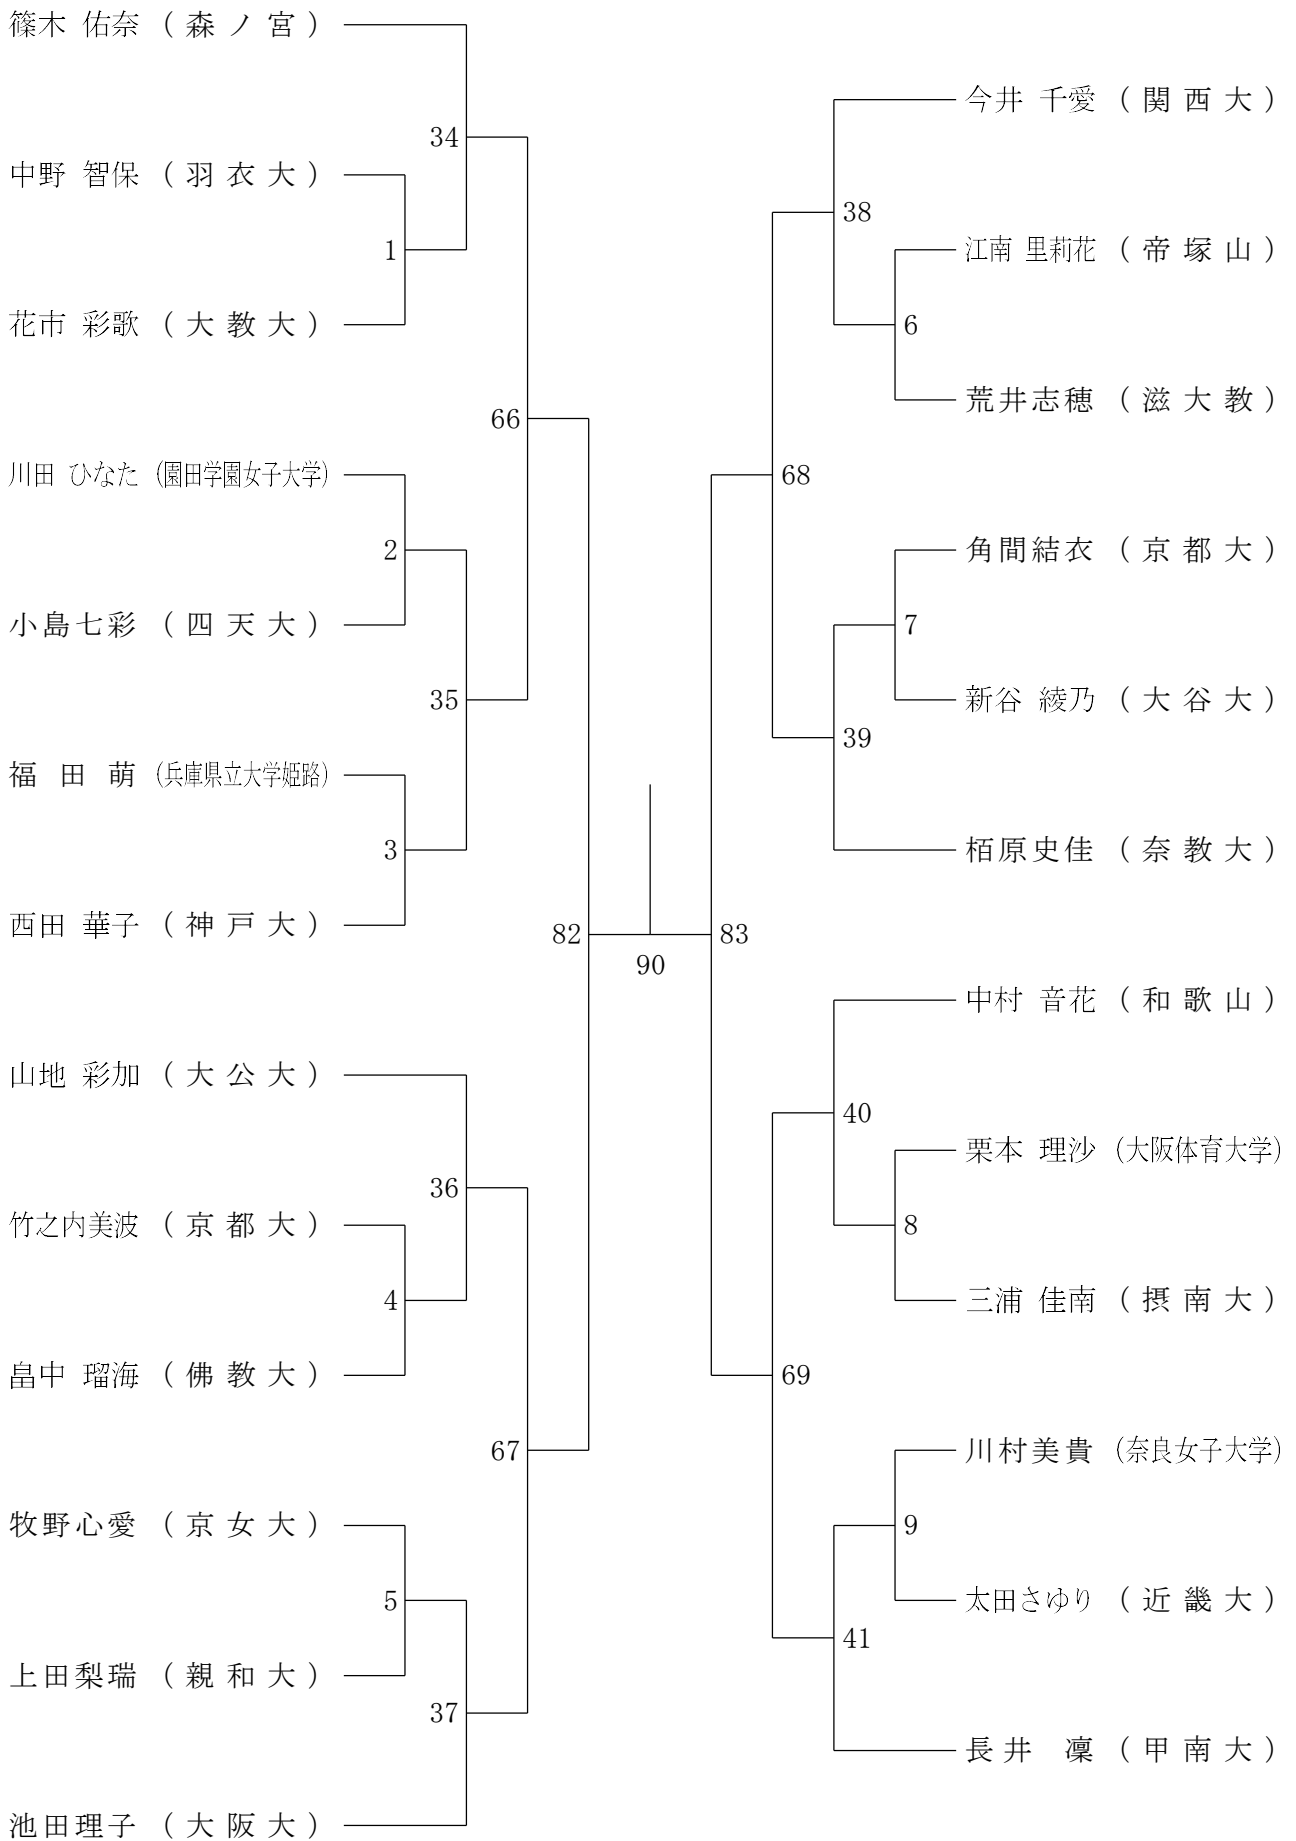 篠木 佑奈 (森ノ宮)
34
中野 智保 (羽衣大)
1
花市 彩歌 (大教大)
66
川田 ひなた (園田学園女子大学)
2
小島七彩 (四天大)
35
福田萌 (兵庫県立大学姫路)
3
西田 華子 (神戸大)
82
山地 彩加 (大公大)
36
竹之内美波 (京都大)
4
畠中 瑠海 (佛教大)
67
牧野心愛 (京女大)
5
上田梨瑞 (親和大)
37
池田理子 (大阪大)
90
今井 千愛 (関西大)
38
江南 里莉花 (帝塚山)
6
荒井志穂 (滋大教)
68
角間結衣 (京都大)
7
新谷 綾乃 (大谷大)
39
栢原史佳 (奈教大)
83
中村 音花 (和歌山)
40
栗本 理沙 (大阪体育大学)
8
三浦 佳南 (摂南大)
69
川村美貴 (奈良女子大学)
9
太田さゆり (近畿大)
41
長井 凜 (甲南大)